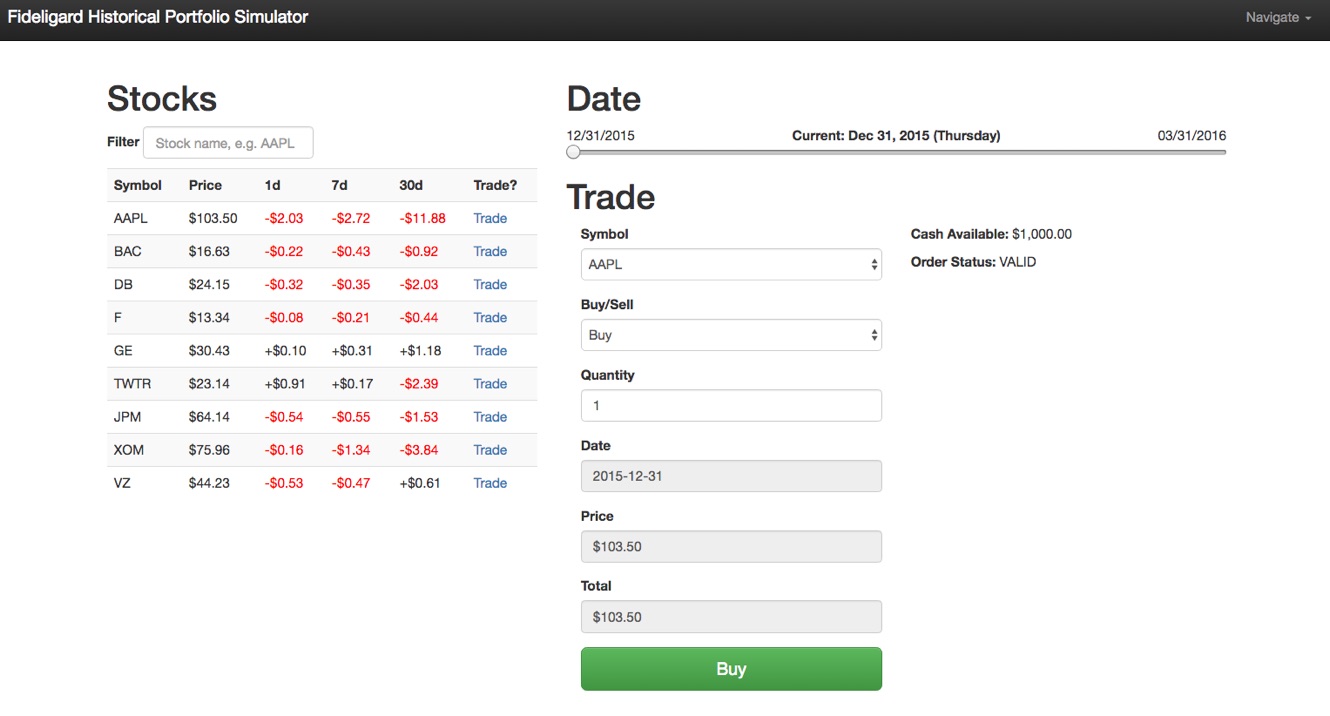 Fideligard Historical Portfolio Simulator
Navigate
Stocks
Filter Stock name, e.g. AAPL
Symbol Price 1d 7d 30d Trade?
AAPL $103.50 -$2.03 -$2.72 -$11.88 Trade
BAC $16.63 -$0.22 -$0.43 -$0.92 Trade
DB $24.15 -$0.32 -$0.35 -$2.03 Trade
F $13.34 -$0.08 -$0.21 -$0.44 Trade
GE $30.43 +$0.10 +$0.31 +$1.18 Trade
TWTR $23.14 +$0.91 +$0.17 -$2.39 Trade
JPM $64.14 -$0.54 -$0.55 -$1.53 Trade
XOM $75.96 -$0.16 -$1.34 -$3.84 Trade
VZ $44.23 -$0.53 -$0.47 +$0.61 Trade
Date
12/31/2015 Current: Dec 31, 2015 (Thursday) 03/31/2016
Trade
Symbol
AAPL
Buy/Sell
Buy
Quantity
1
Date
2015-12-31
Price
$103.50
Total
$103.50
Buy
Cash Available: $1,000.00
Order Status: VALID